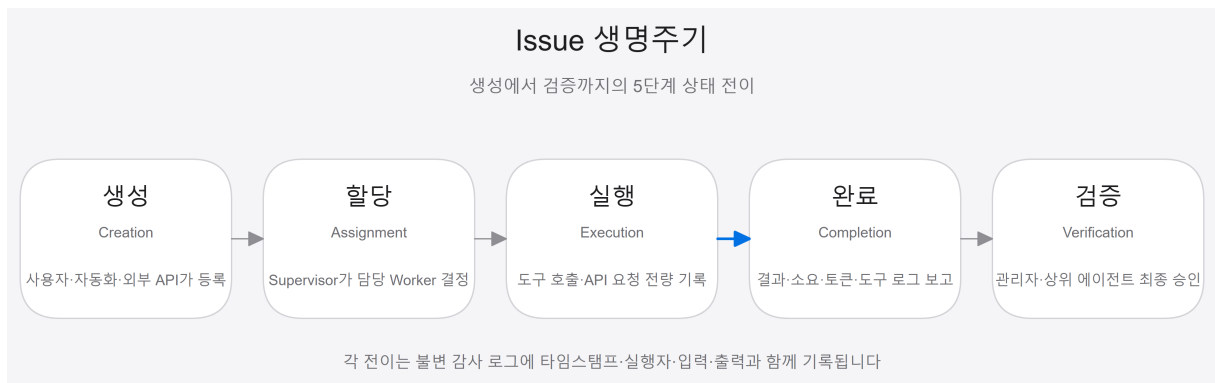 Issue 생명주기
생성에서 검증까지의 5단계 상태 전이
생성
Creation
사용자·자동화·외부 API가 등록
할당
Assignment
Supervisor가 담당 Worker 결정
실행
Execution
도구 호출·API 요청 전량 기록
완료
Completion
결과·소요·토큰·도구 로그 보고
검증
Verification
관리자·상위 에이전트 최종 승인
각 전이는 불변 감사 로그에 타임스탬프·실행자·입력·출력과 함께 기록됩니다